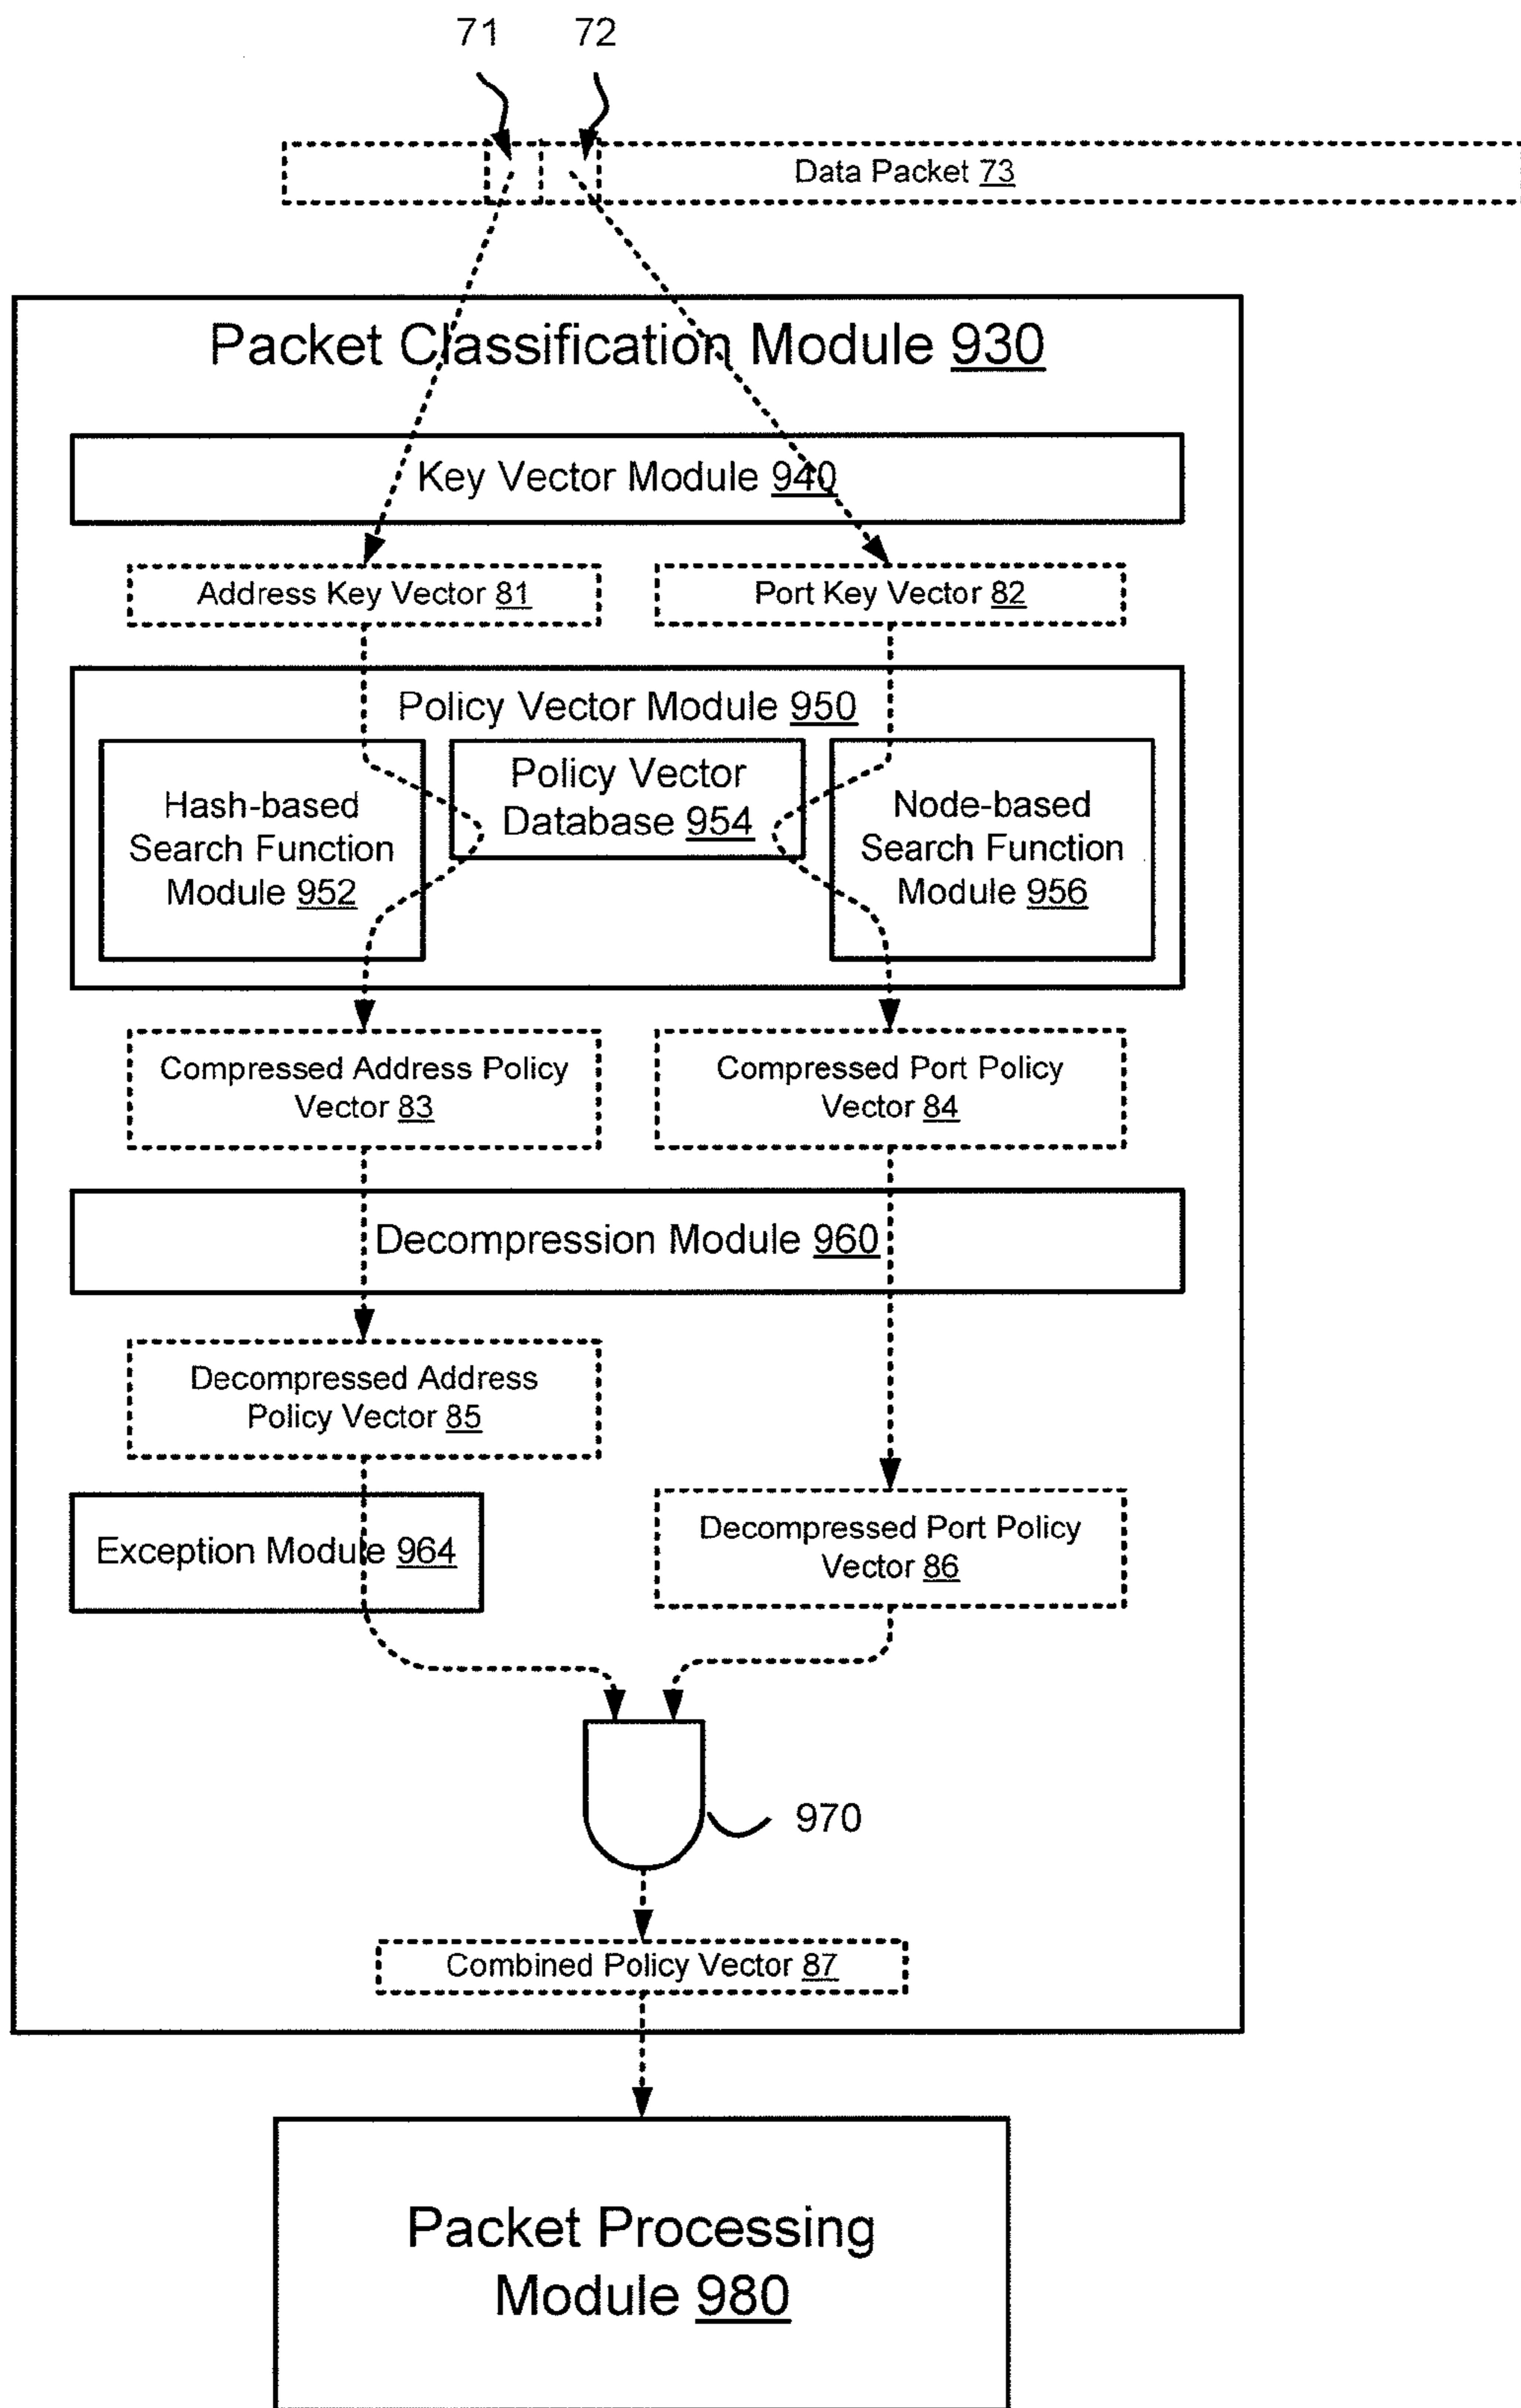 71 72
Data Packet 73
Packet Classification Module 930
Key Vector Module 940
Address Key Vector 81
Port Key Vector 82
Policy Vector Module 950
Hash-based
Search Function
Module 952
Policy Vector
Database 954
Node-based
Search Function
Module 956
Compressed Address Policy
Vector 83
Compressed Port Policy
Vector 84
Decompression Module 960
Decompressed Address
Policy Vector 85
Exception Module 964
Decompressed Port Policy
Vector 86
970
Combined Policy Vector 87
Packet Processing
Module 980